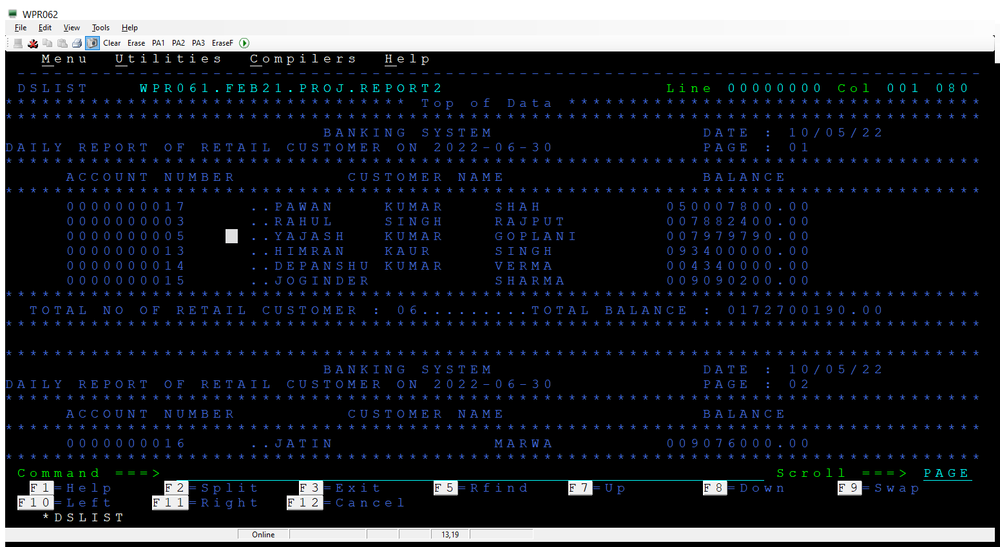 WPR062
File Edit View Tools Help
Clear Erase PA1 PA2 PA3 EraseF
Menu Utilities Compilers Help
--------------------------------------------------------------------------------
DSLIST WPR061.FEB21.PROJ.REPORT2 Line 00000000 Col 001 080
********************************* Top of Data **********************************
********************************************************************************
BANKING SYSTEM DATE : 10/05/22
DAILY REPORT OF RETAIL CUSTOMER ON 2022-06-30 PAGE : 01
********************************************************************************
ACCOUNT NUMBER CUSTOMER NAME BALANCE
********************************************************************************
0000000017 ..PAWAN KUMAR SHAH 050007800.00
0000000003 ..RAHUL SINGH RAJPUT 007882400.00
0000000005 ..YAJASH KUMAR GOPLANI 007979790.00
0000000013 ..HIMRAN KAUR SINGH 093400000.00
0000000014 ..DEPANSHU KUMAR VERMA 004340000.00
0000000015 ..JOGINDER SHARMA 009090200.00
********************************************************************************
TOTAL NO OF RETAIL CUSTOMER : 06.........TOTAL BALANCE : 0172700190.00
********************************************************************************
********************************************************************************
BANKING SYSTEM DATE : 10/05/22
DAILY REPORT OF RETAIL CUSTOMER ON 2022-06-30 PAGE : 02
********************************************************************************
ACCOUNT NUMBER CUSTOMER NAME BALANCE
********************************************************************************
0000000016 ..JATIN MARWA 009076000.00
********************************************************************************
Command ===> Scroll ===> PAGE
F1=Help F2=Split F3=Exit F5=Rfind F7=Up F8=Down F9=Swap
F10=Left F11=Right F12=Cancel
*DSLIST
Online 13,19